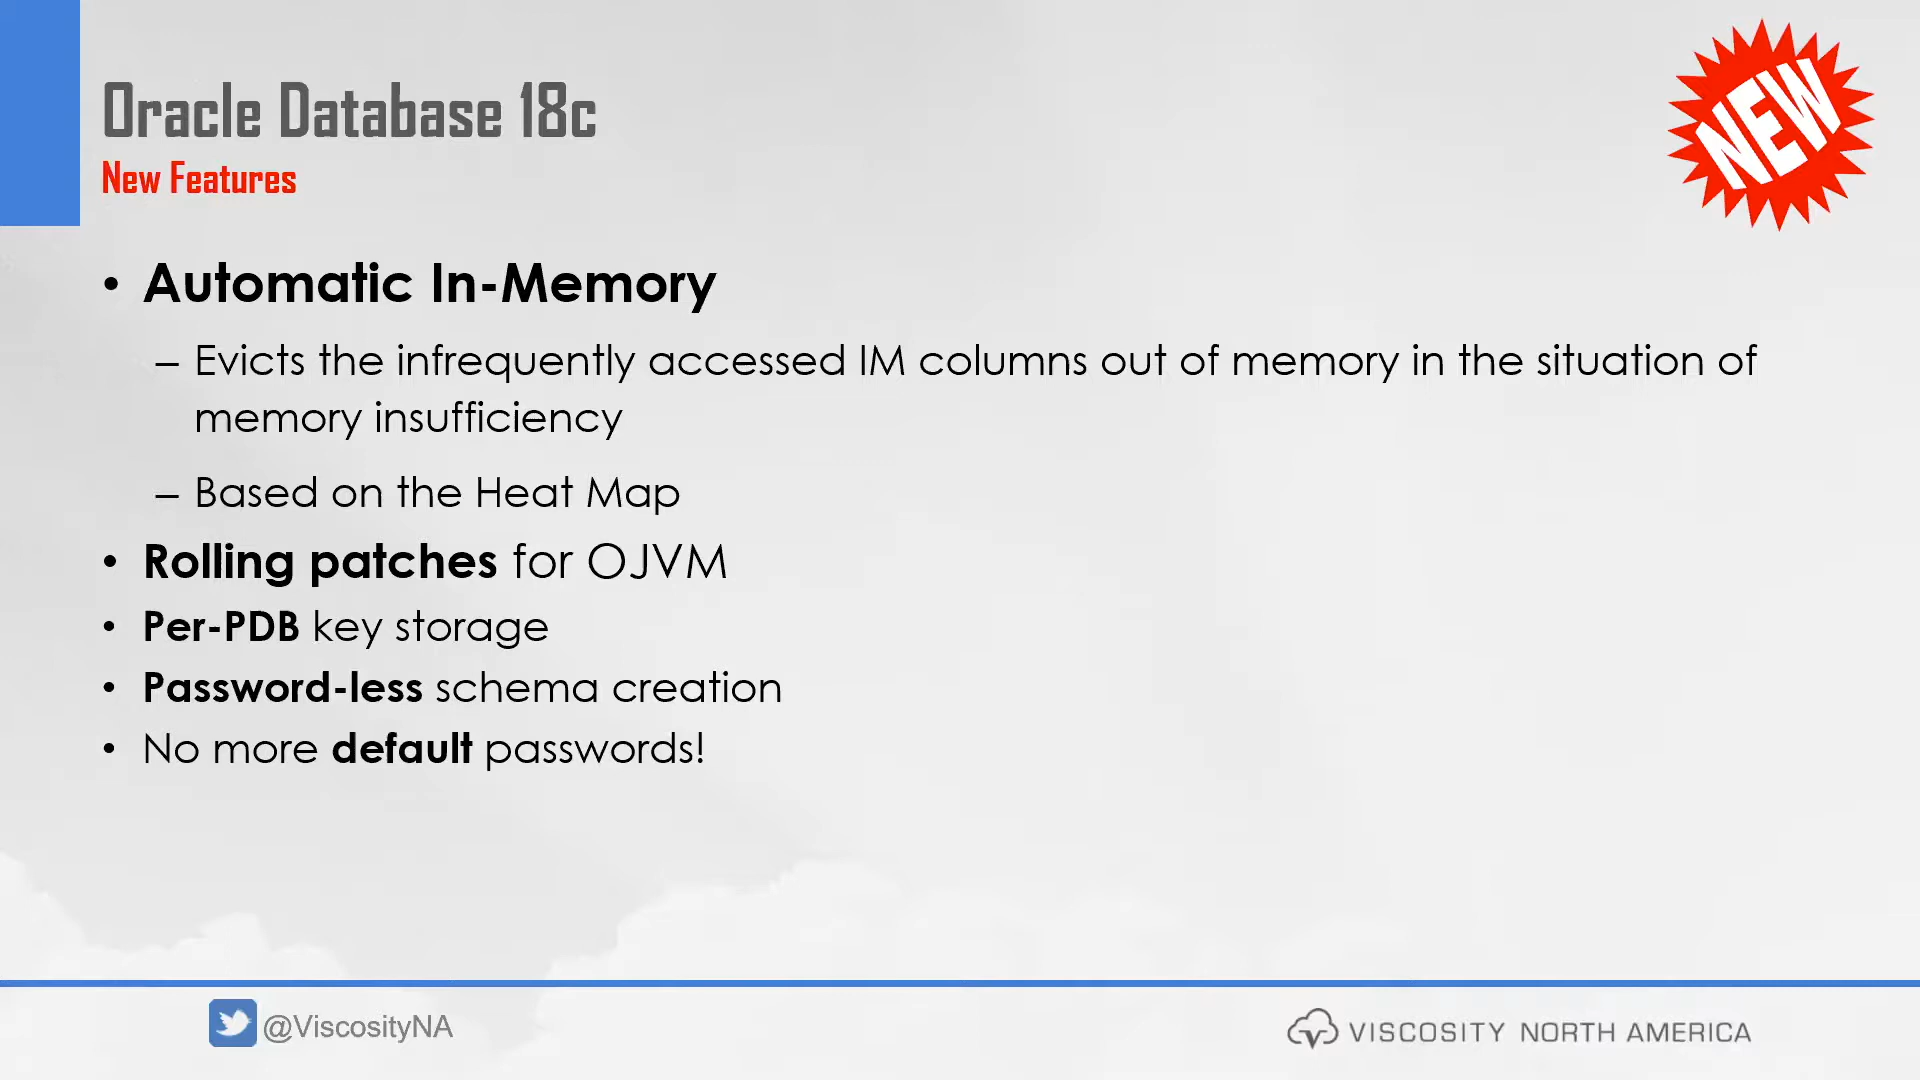 Oracle Database 18c
New Features
NEW
• Automatic In-Memory
– Evicts the infrequently accessed IM columns out of memory in the situation of
memory insufficiency
– Based on the Heat Map
• Rolling patches for OJVM
• Per-PDB key storage
• Password-less schema creation
• No more default passwords!
@ViscosityNA
VISCOSITY NORTH AMERICA